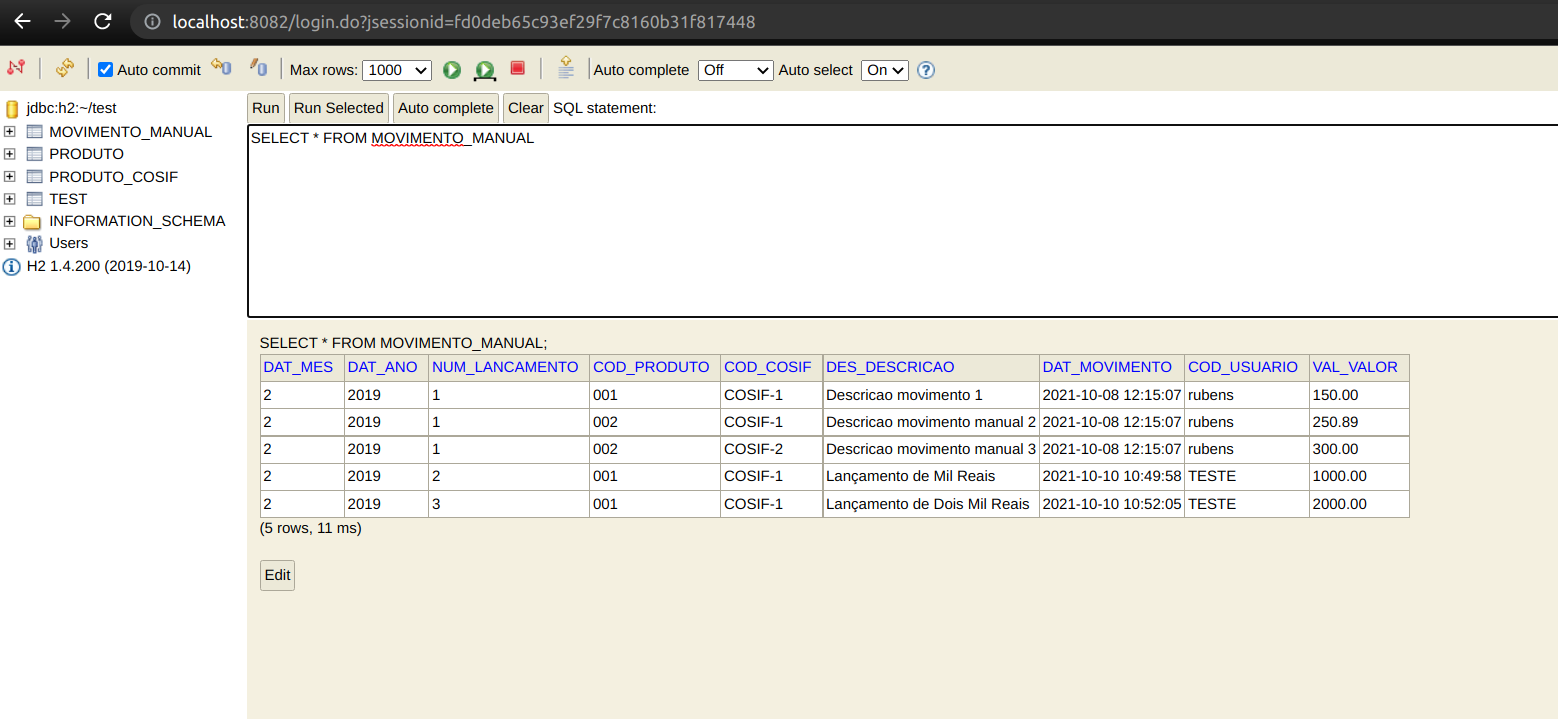 localhost:8082/login.do?jsessionid=fd0deb65c93ef29f7c8160b31f817448
Auto commit Max rows: 1000 Auto complete Off Auto select On
jdbc:h2:~/test
MOVIMENTO_MANUAL
PRODUTO
PRODUTO_COSIF
TEST
INFORMATION_SCHEMA
Users
H2 1.4.200 (2019-10-14)
Run Run Selected Auto complete Clear SQL statement:
SELECT * FROM MOVIMENTO_MANUAL
SELECT * FROM MOVIMENTO_MANUAL;
DAT_MES DAT_ANO NUM_LANCAMENTO COD_PRODUTO COD_COSIF DES_DESCRICAO DAT_MOVIMENTO COD_USUARIO VAL_VALOR
2 2019 1 001 COSIF-1 Descricao movimento 1 2021-10-08 12:15:07 rubens 150.00
2 2019 1 002 COSIF-1 Descricao movimento manual 2 2021-10-08 12:15:07 rubens 250.89
2 2019 1 002 COSIF-2 Descricao movimento manual 3 2021-10-08 12:15:07 rubens 300.00
2 2019 2 001 COSIF-1 Lançamento de Mil Reais 2021-10-10 10:49:58 TESTE 1000.00
2 2019 3 001 COSIF-1 Lançamento de Dois Mil Reais 2021-10-10 10:52:05 TESTE 2000.00
(5 rows, 11 ms)
Edit